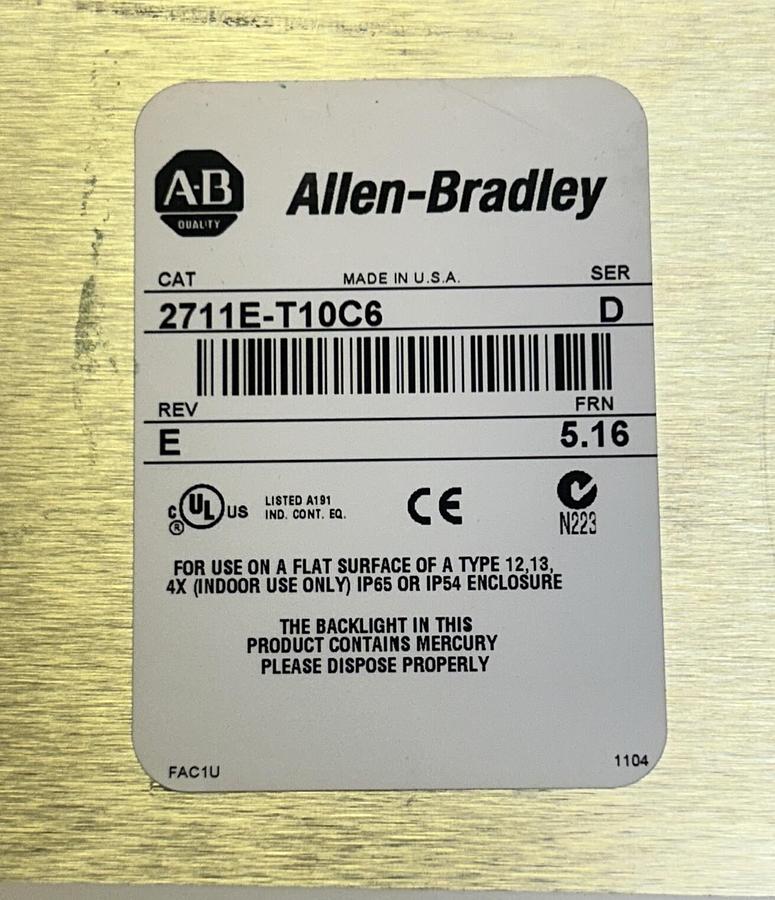 A·B
QUALITY
Allen-Bradley
CAT MADE IN U.S.A. SER
2711E-T10C6 D
REV FRN
E 5.16
C UL US ® LISTED A191
IND. CONT. EQ.
CE
N223
FOR USE ON A FLAT SURFACE OF A TYPE 12,13,
4X (INDOOR USE ONLY) IP65 OR IP54 ENCLOSURE
THE BACKLIGHT IN THIS
PRODUCT CONTAINS MERCURY
PLEASE DISPOSE PROPERLY
FAC1U 1104